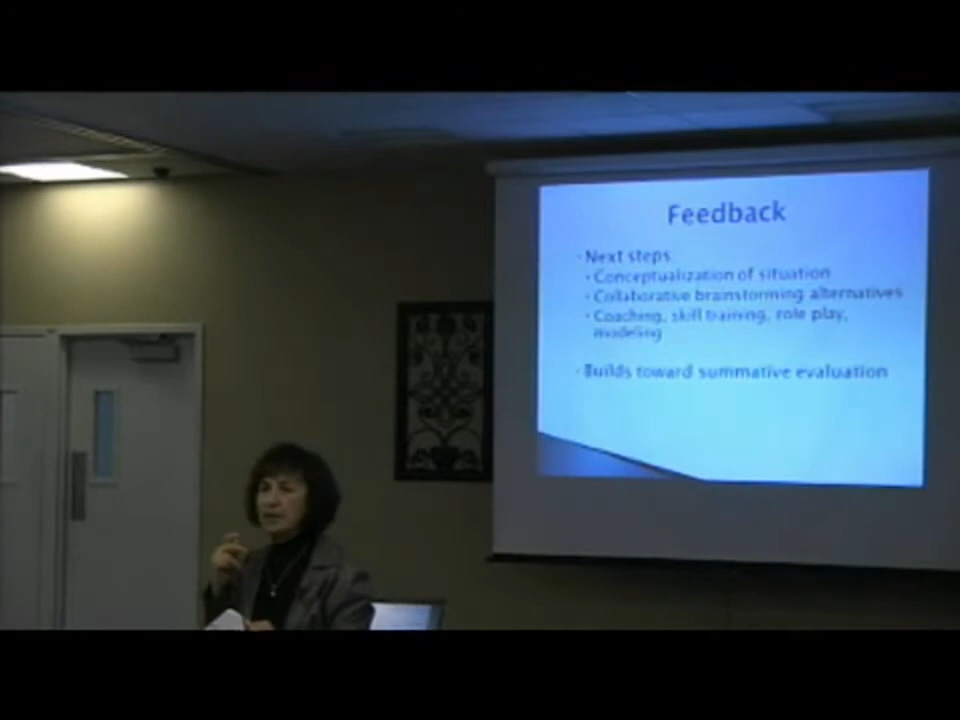 Feedback
Next steps
Conceptualization of situation
Collaborative brainstorming alternatives
Coaching, skill training, role play,
modeling
Builds toward summative evaluation